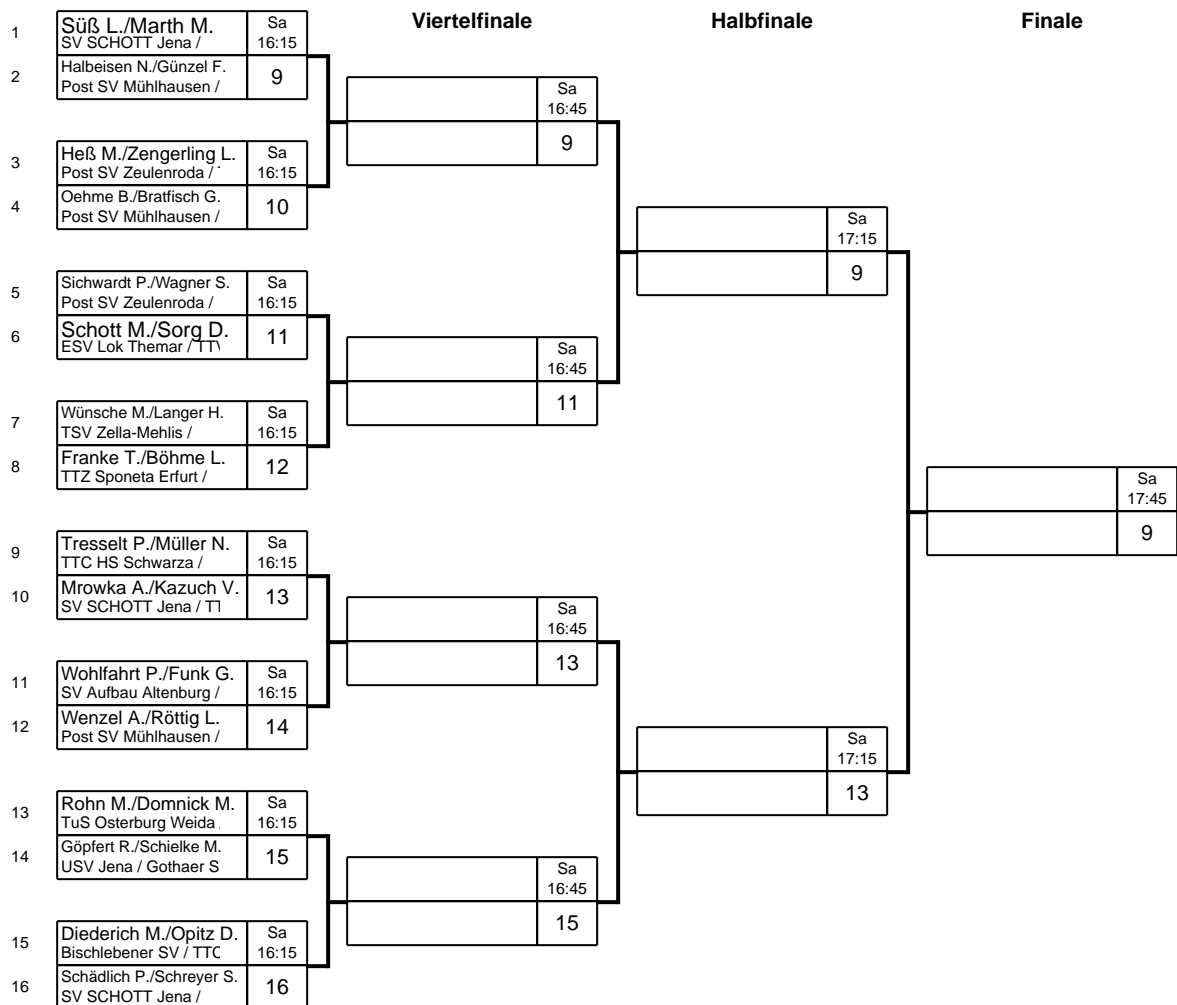 Viertelfinale
Halbfinale
Finale
1
Süß L./Marth M.
SV SCHOTT Jena /
Sa
16:15
2
Halbeisen N./Günzel F.
Post SV Mühlhausen /
9
Sa
16:45
9
3
Heß M./Zengerling L.
Post SV Zeulenroda /
Sa
16:15
4
Oehme B./Bratfisch G.
Post SV Mühlhausen /
10
Sa
17:15
9
5
Sichwardt P./Wagner S.
Post SV Zeulenroda /
Sa
16:15
6
Schott M./Sorg D.
ESV Lok Themar / TTV
11
Sa
16:45
11
7
Wünsche M./Langer H.
TSV Zella-Mehlis /
Sa
16:15
8
Franke T./Böhme L.
TTZ Sponeta Erfurt /
12
Sa
17:45
9
9
Tresselt P./Müller N.
TTC HS Schwarza /
Sa
16:15
10
Mrowka A./Kazuch V.
SV SCHOTT Jena / TT
13
Sa
16:45
13
11
Wohlfahrt P./Funk G.
SV Aufbau Altenburg /
Sa
16:15
12
Wenzel A./Röttig L.
Post SV Mühlhausen /
14
Sa
17:15
13
13
Rohn M./Domnick M.
TuS Osterburg Weida
Sa
16:15
14
Göpfert R./Schielke M.
USV Jena / Gothaer S
15
Sa
16:45
15
15
Diederich M./Opitz D.
Bischlebener SV / TTC
Sa
16:15
16
Schädlich P./Schreyer S.
SV SCHOTT Jena /
16